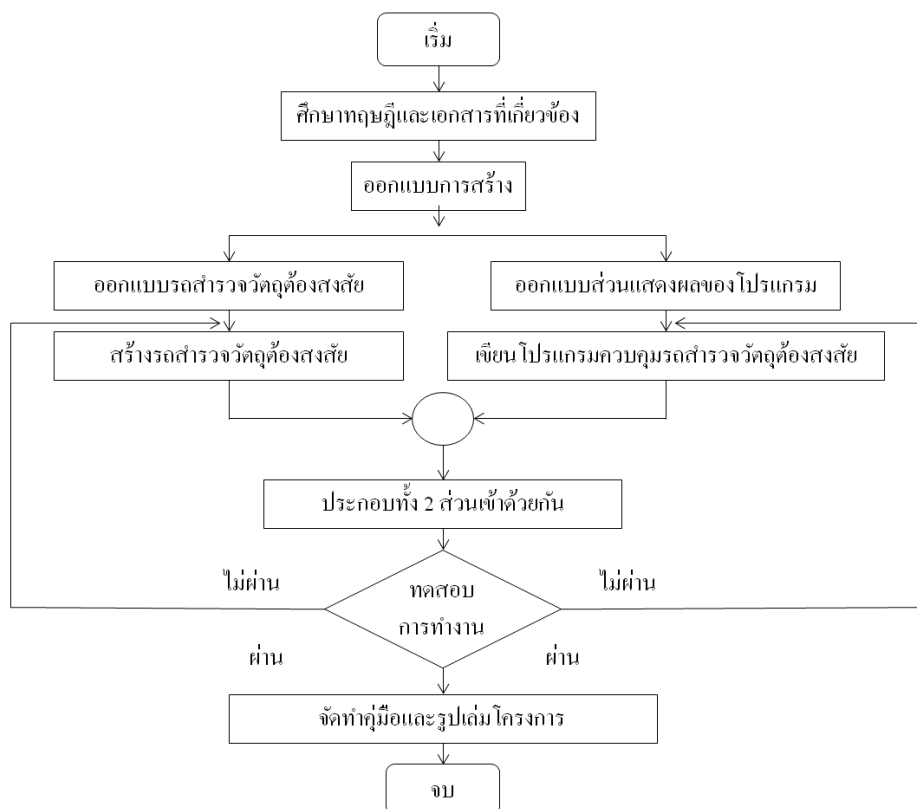 เริ่ม
ศึกษาทฤษฎีและเอกสารที่เกี่ยวข้อง
ออกแบบการสร้าง
ออกแบบรถสำรวจวัตถุต้องสงสัย
ออกแบบส่วนแสดงผลของโปรแกรม
สร้างรถสำรวจวัตถุต้องสงสัย
เขียนโปรแกรมควบคุมรถสำรวจวัตถุต้องสงสัย
ประกอบทั้ง 2 ส่วนเข้าด้วยกัน
ไม่ผ่าน
ทดสอบ
การทำงาน
ไม่ผ่าน
ผ่าน
ผ่าน
จัดทำคู่มือและรูปเล่มโครงการ
จบ